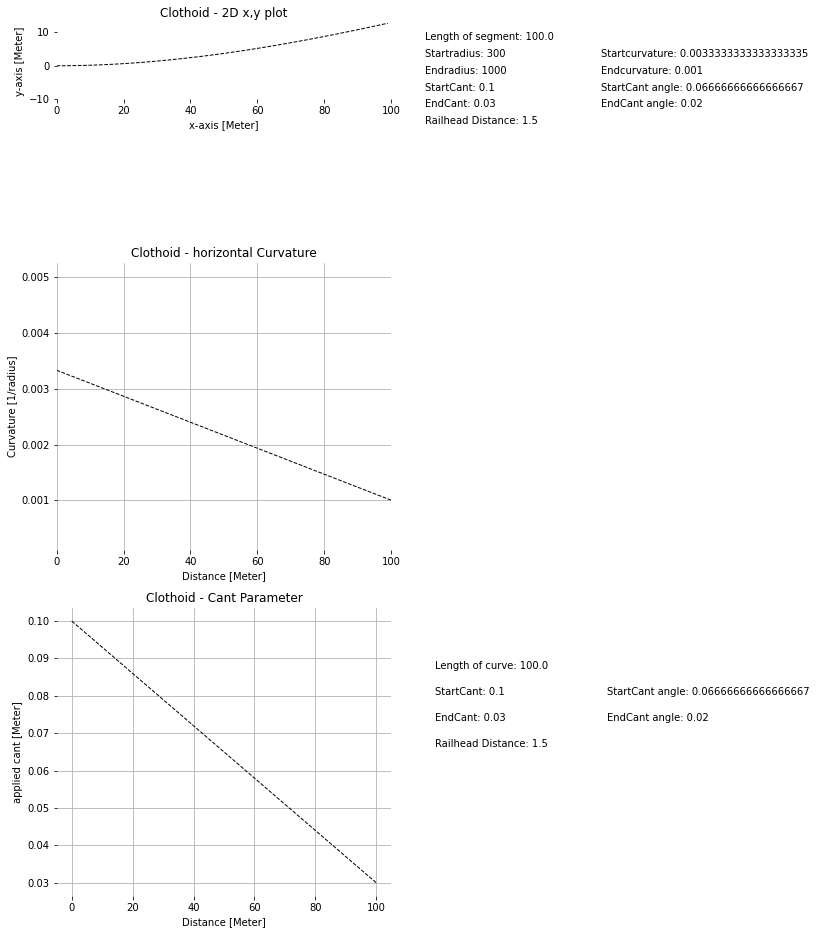 Clothoid - 2D x,y plot
10
0
−10
y-axis [Meter]
0 20 40 60 80 100
x-axis [Meter]
Length of segment: 100.0
Startradius: 300 Startcurvature: 0.0033333333333333335
Endradius: 1000 Endcurvature: 0.001
StartCant: 0.1 StartCant angle: 0.06666666666666667
EndCant: 0.03 EndCant angle: 0.02
Railhead Distance: 1.5
Clothoid - horizontal Curvature
0.005
0.004
0.003
0.002
0.001
Curvature [1/radius]
0 20 40 60 80 100
Distance [Meter]
Clothoid - Cant Parameter
0.10
0.09
0.08
0.07
0.06
0.05
0.04
0.03
applied cant [Meter]
0 20 40 60 80 100
Distance [Meter]
Length of curve: 100.0
StartCant: 0.1 StartCant angle: 0.06666666666666667
EndCant: 0.03 EndCant angle: 0.02
Railhead Distance: 1.5